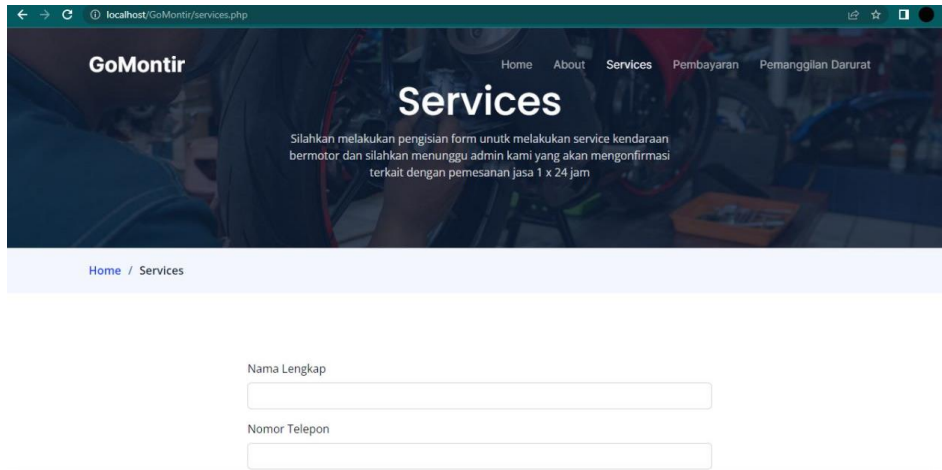 localhost/GoMontir/services.php
GoMontir
Home About Services Pembayaran Pemanggilan Darurat
Services
Silahkan melakukan pengisian form unutk melakukan service kendaraan
bermotor dan silahkan menunggu admin kami yang akan mengonfirmasi
terkait dengan pemesanan jasa 1 x 24 jam
Home / Services
Nama Lengkap
Nomor Telepon